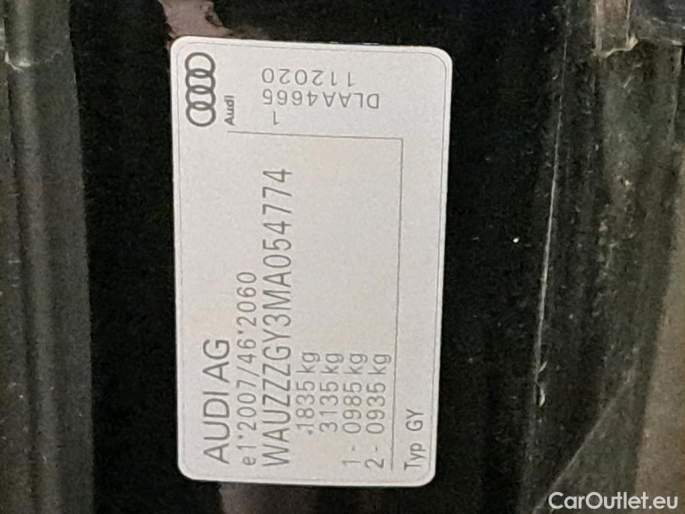 AUDI AG
e1*2007/46*2060
WAUZZZGY3MA054774
1835 kg
3135 kg
1- 0985 kg
2- 0935 kg
Typ GY
Audi
1
DLAA4665
112020
CarOutlet.eu